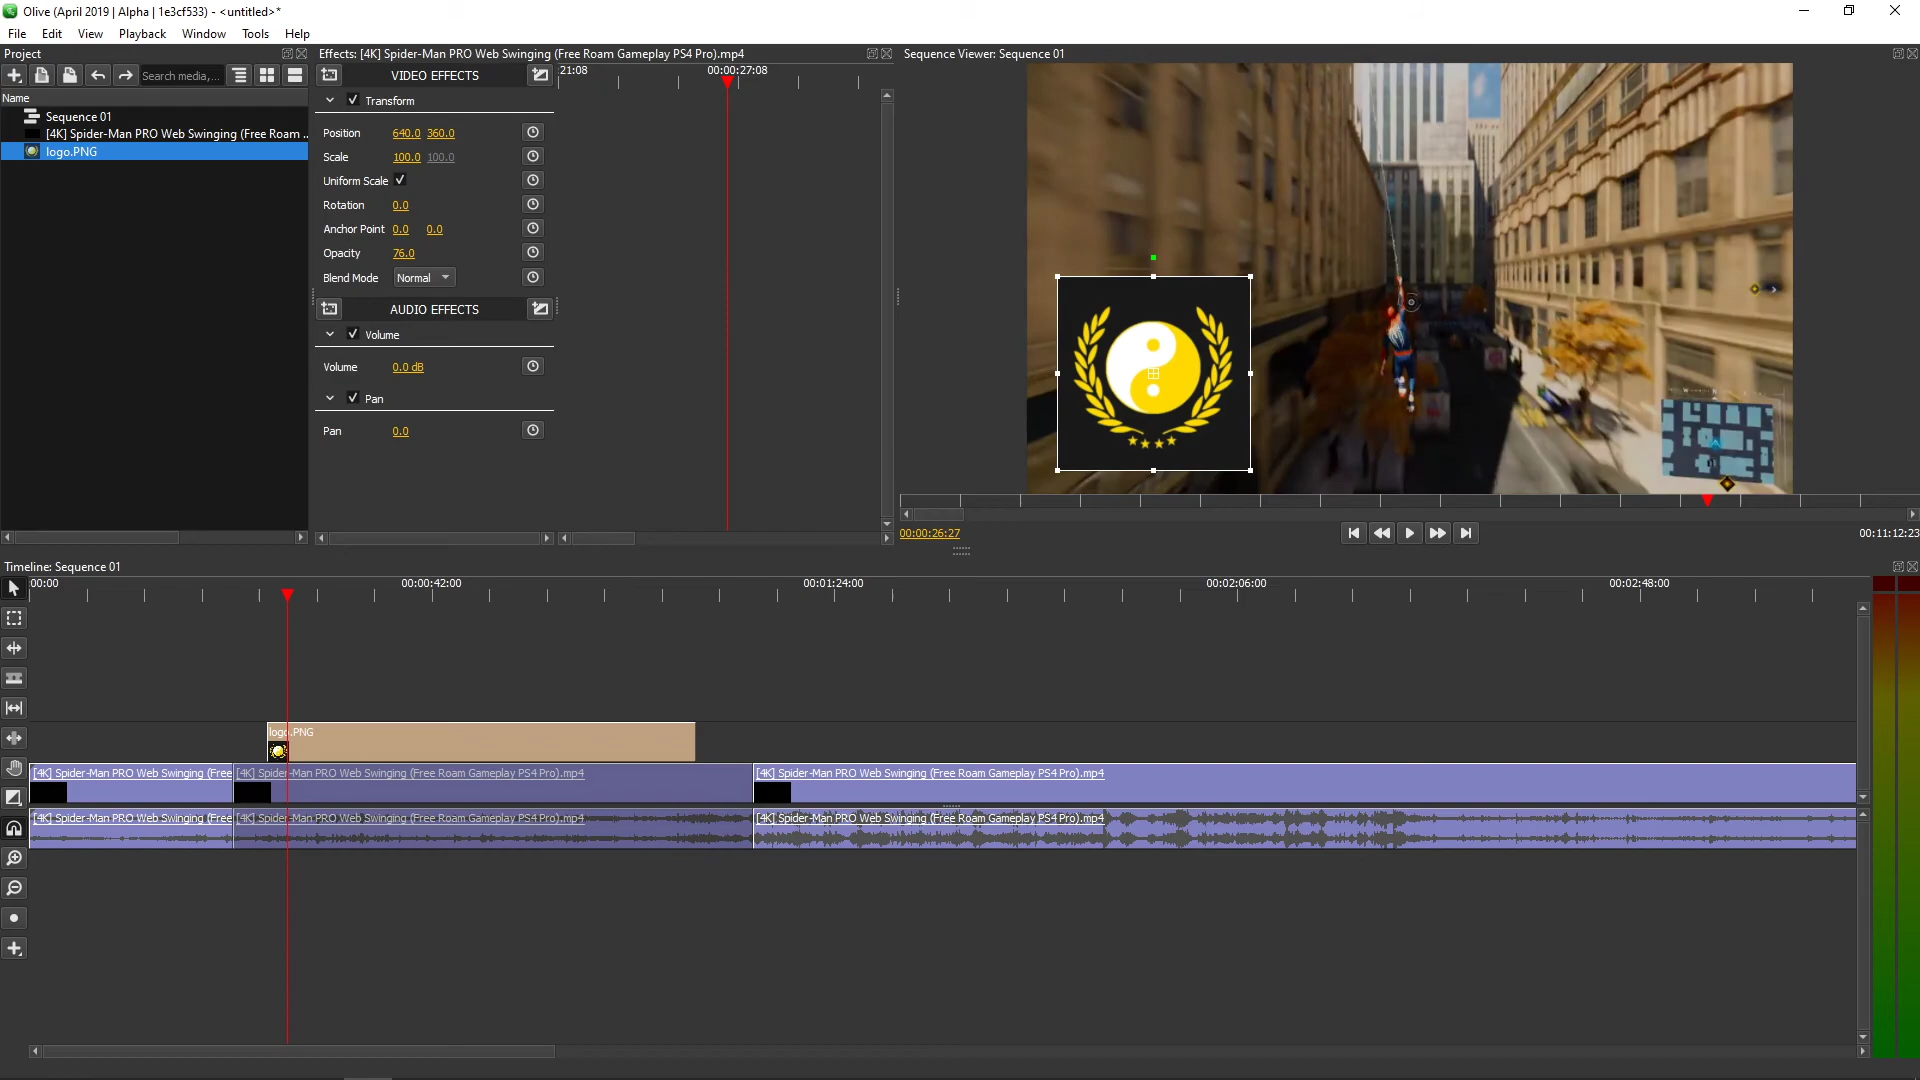 Olive (April 2019 | Alpha | 1e3cf533) - <untitled>*
File Edit View Playback Window Tools Help
Project
Effects: [4K] Spider-Man PRO Web Swinging (Free Roam Gameplay PS4 Pro).mp4
Sequence Viewer: Sequence 01
Search media,...
VIDEO EFFECTS
21:08
00:00:27:08
Name
Sequence 01
[4K] Spider-Man PRO Web Swinging (Free Roam ..
logo.PNG
Transform
Position 640.0 360.0
Scale 100.0 100.0
Uniform Scale
Rotation 0.0
Anchor Point 0.0 0.0
Opacity 76.0
Blend Mode Normal
AUDIO EFFECTS
Volume
Volume 0.0 dB
Pan
Pan 0.0
00:00:26:27
00:11:12:23
Timeline: Sequence 01
00:00
00:00:42:00
00:01:24:00
00:02:06:00
00:02:48:00
logo.PNG
[4K] Spider-Man PRO Web Swinging (Free
[4K] Spider-Man PRO Web Swinging (Free Roam Gameplay PS4 Pro).mp4
[4K] Spider-Man PRO Web Swinging (Free Roam Gameplay PS4 Pro).mp4
[4K] Spider-Man PRO Web Swinging (Free
[4K] Spider-Man PRO Web Swinging (Free Roam Gameplay PS4 Pro).mp4
[4K] Spider-Man PRO Web Swinging (Free Roam Gameplay PS4 Pro).mp4